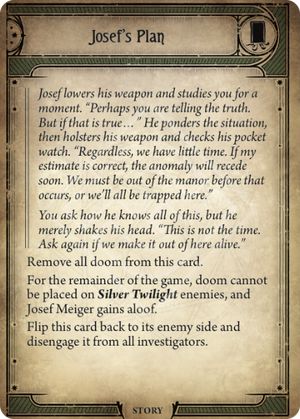 Josef's Plan
Josef lowers his weapon and studies you for a
moment. “Perhaps you are telling the truth.
But if that is true…” He ponders the situation,
then holsters his weapon and checks his pocket
watch. “Regardless, we have little time. If my
estimate is correct, the anomaly will recede
soon. We must be out of the manor before that
occurs, or we’ll all be trapped here.”
You ask how he knows all of this, but he
merely shakes his head. “This is not the time.
Ask again if we make it out of here alive.”
Remove all doom from this card.
For the remainder of the game, doom cannot
be placed on Silver Twilight enemies, and
Josef Meiger gains aloof.
Flip this card back to its enemy side and
disengage it from all investigators.
STORY